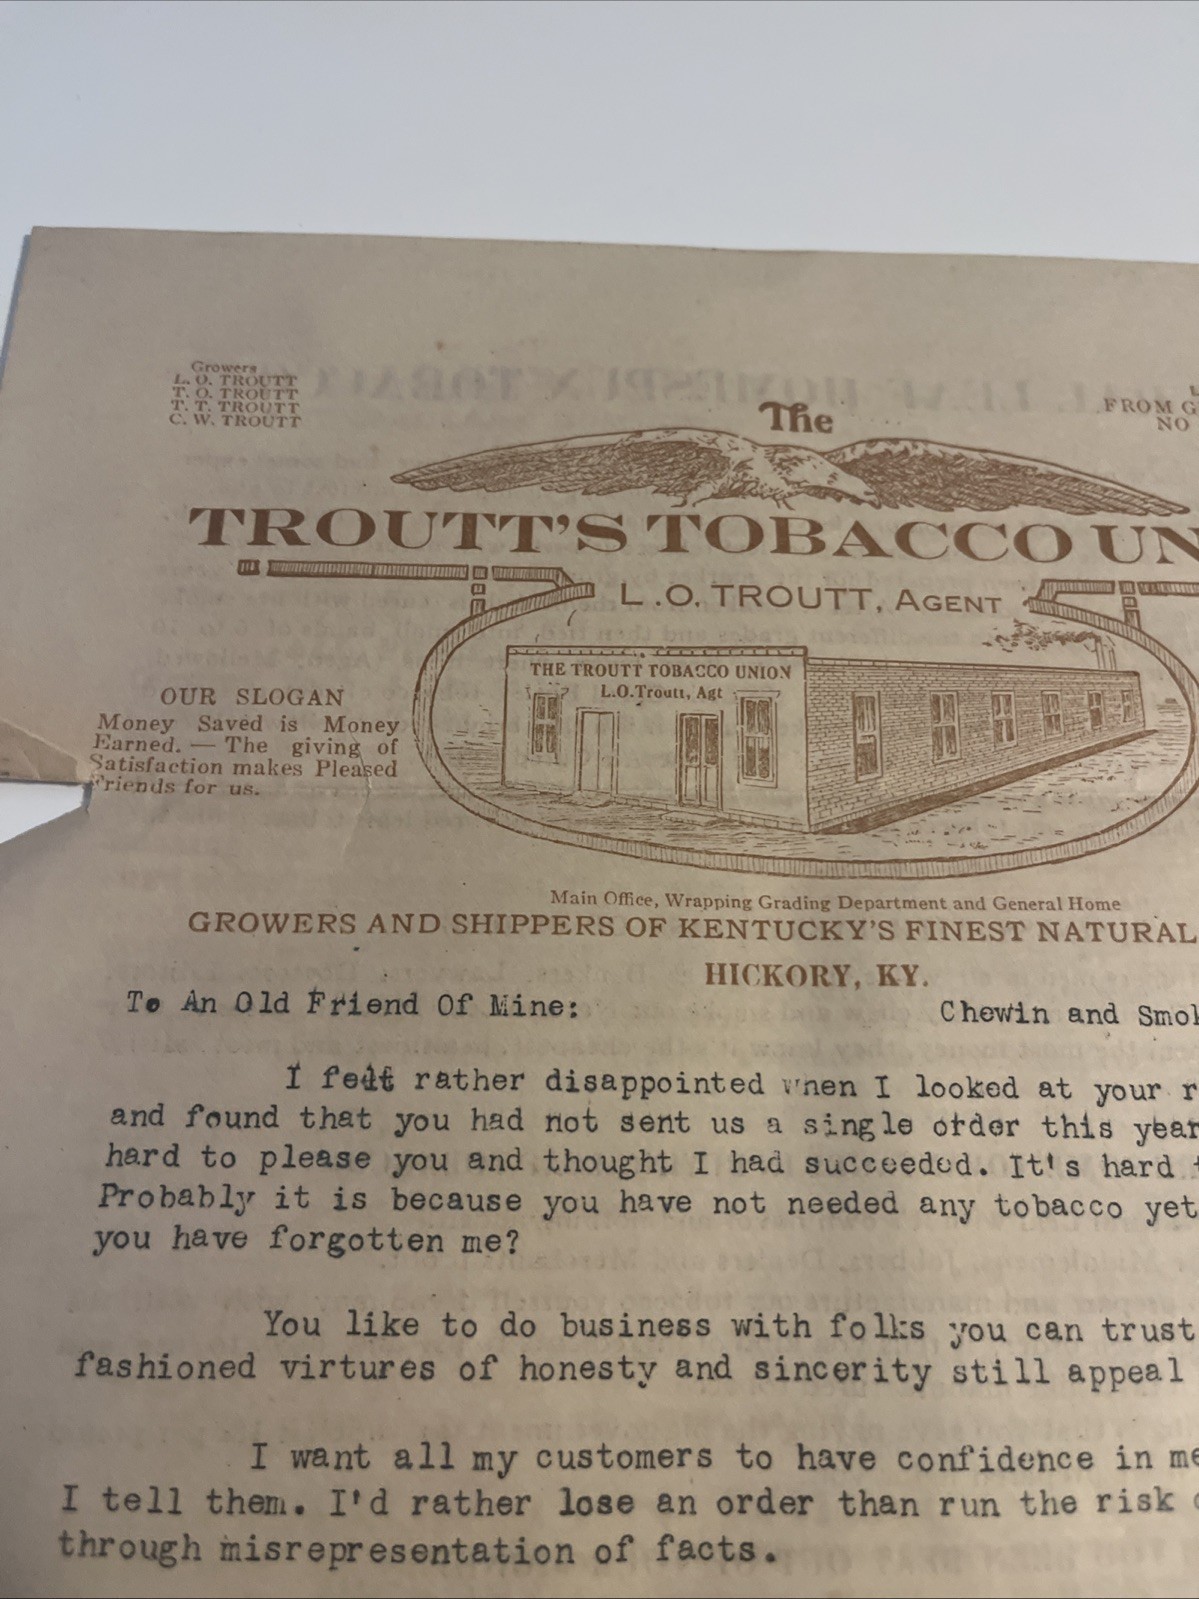 Growers
L. O. TROUTT
T. O. TROUTT
T. T. TROUTT
C. W. TROUTT
FROM G
NO
The
TROUTT'S TOBACCO UN
L. O. TROUTT, AGENT
THE TROUTT TOBACCO UNION
L.O.Troutt, Agt
OUR SLOGAN
Money Saved is Money
Earned. — The giving of
Satisfaction makes Pleased
Friends for us.
Main Office, Wrapping Grading Department and General Home
GROWERS AND SHIPPERS OF KENTUCKY'S FINEST NATURAL
HICKORY, KY.
To An Old Friend Of Mine:
Chewin and Smok
I felt rather disappointed when I looked at your r
and found that you had not sent us a single order this year
hard to please you and thought I had succeeded. It's hard t
Probably it is because you have not needed any tobacco yet
you have forgotten me?
You like to do business with folks you can trust
fashioned virtures of honesty and sincerity still appeal
I want all my customers to have confidence in me
I tell them. I'd rather lose an order than run the risk o
through misrepresentation of facts.